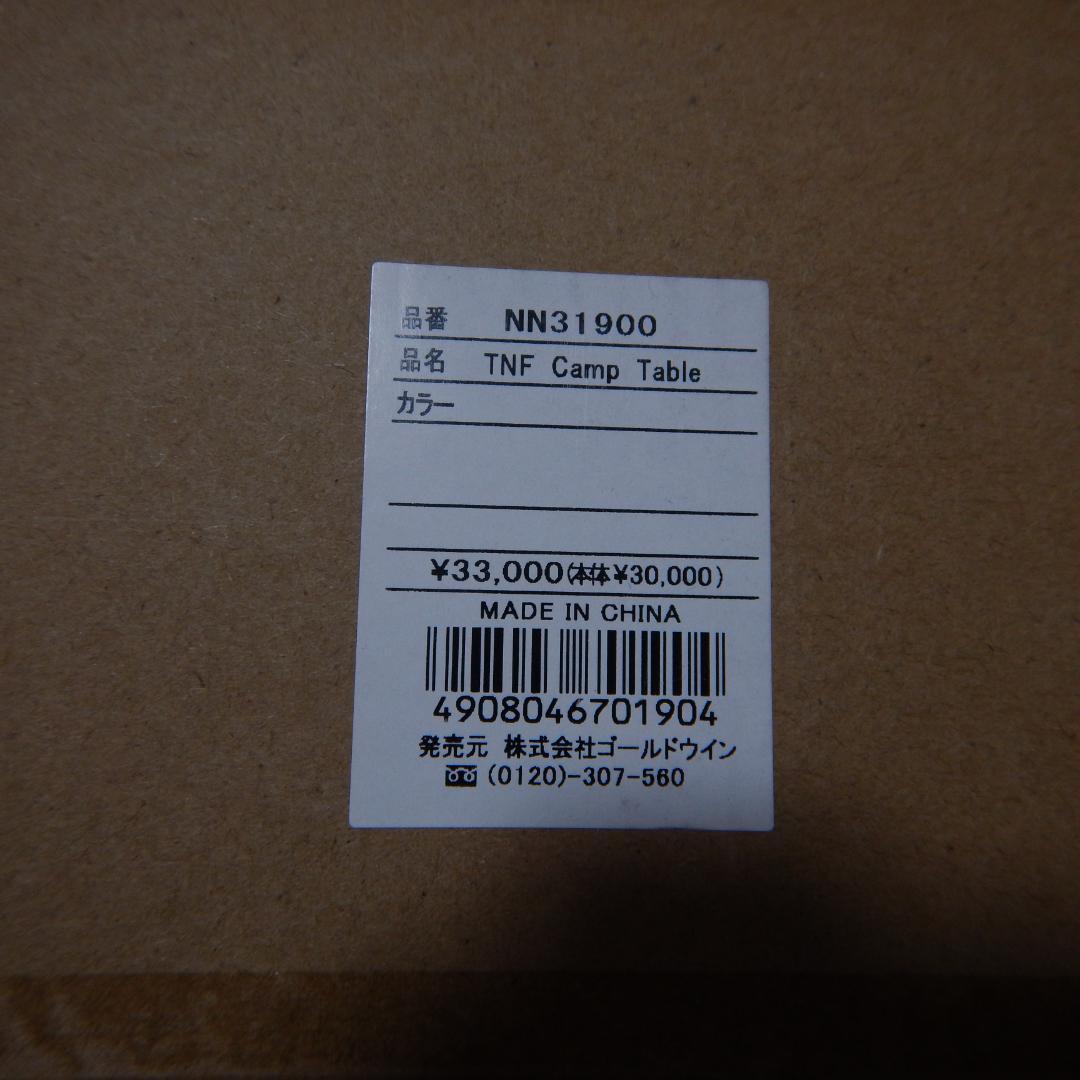 品番 NN31900
品名 TNF Camp Table
カラー
¥33,000(本体¥30,000)
MADE IN CHINA
4908046701904
発売元 株式会社ゴールドウイン
(0120)-307-560